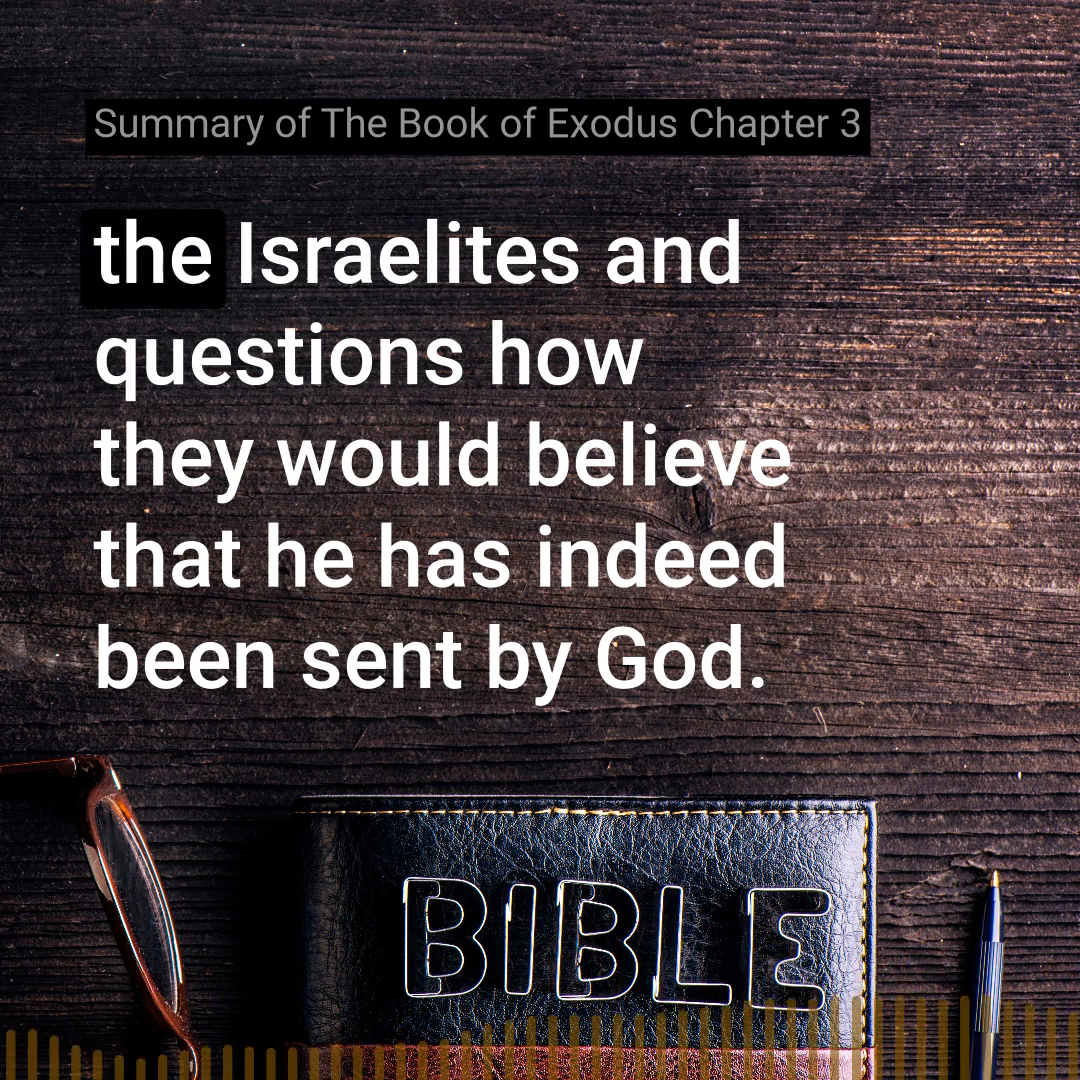 Summary of The Book of Exodus Chapter 3
the Israelites and
questions how
they would believe
that he has indeed
been sent by God.
BIBLE